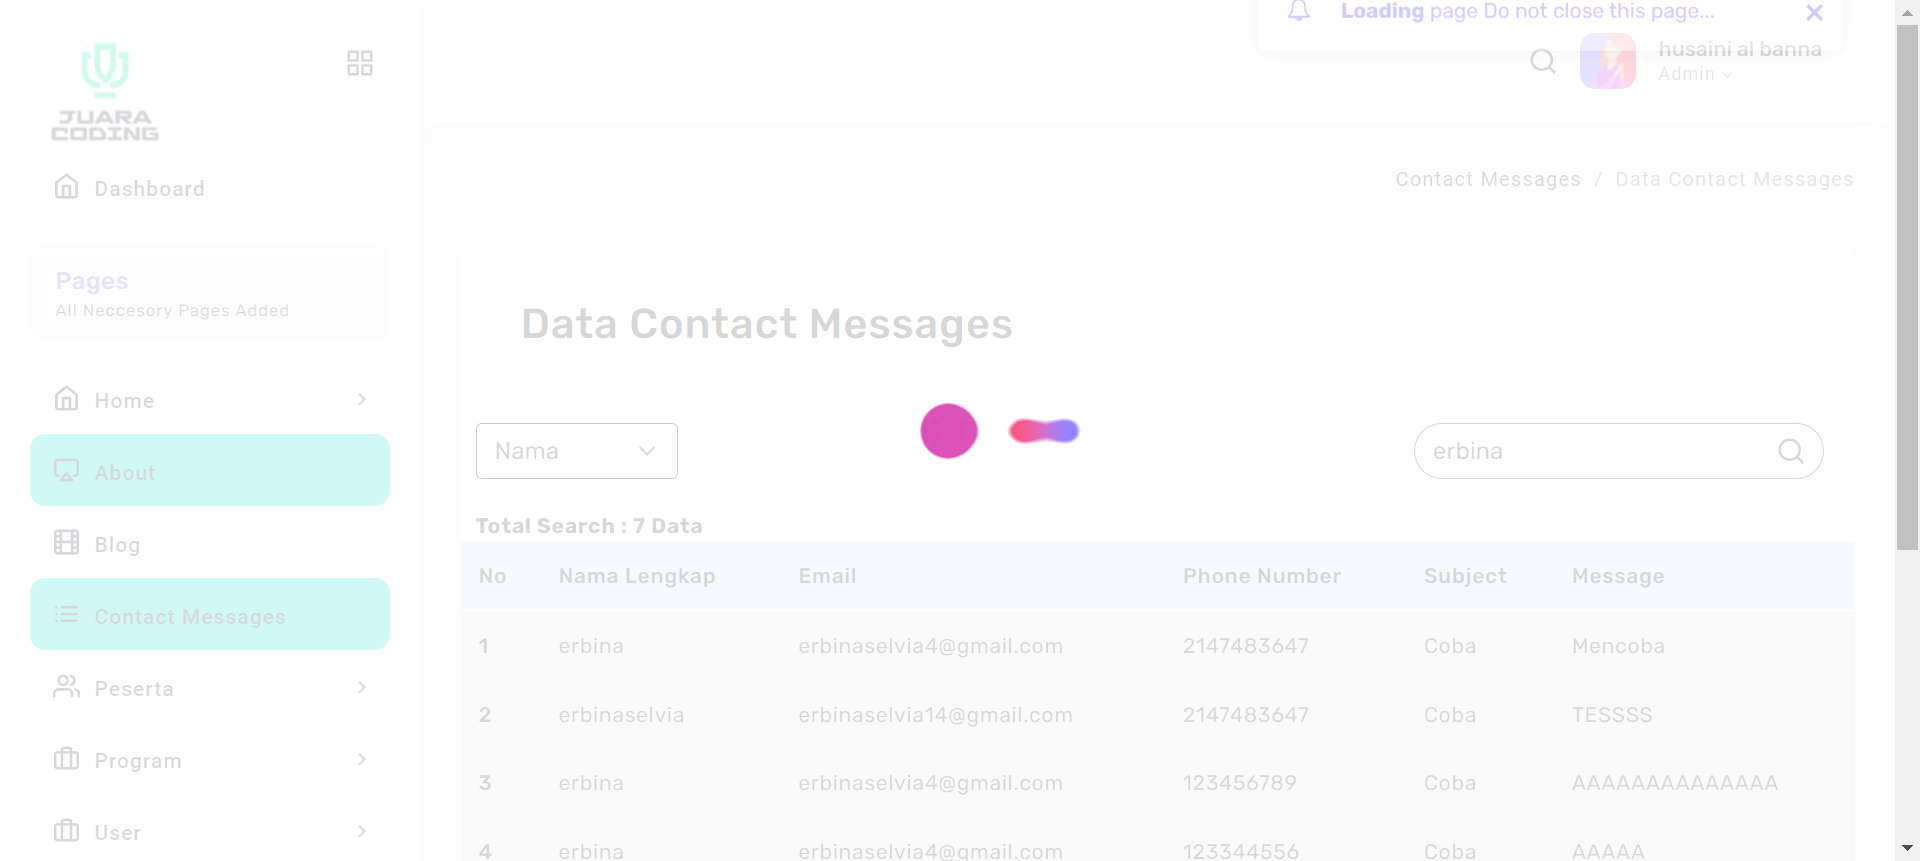 Loading page Do not close this page...
husaini al banna
Admin
JUARA
CODING
Dashboard
Pages
All Neccesory Pages Added
Home
About
Blog
Contact Messages
Peserta
Program
User
Contact Messages / Data Contact Messages
Data Contact Messages
Nama
erbina
Total Search : 7 Data
No Nama Lengkap Email Phone Number Subject Message
1 erbina erbinaselvia4@gmail.com 2147483647 Coba Mencoba
2 erbinaselvia erbinaselvia14@gmail.com 2147483647 Coba TESSSS
3 erbina erbinaselvia4@gmail.com 123456789 Coba AAAAAAAAAAAAAA
4 erbina erbinaselvia4@gmail.com 123344556 Coba AAAAA